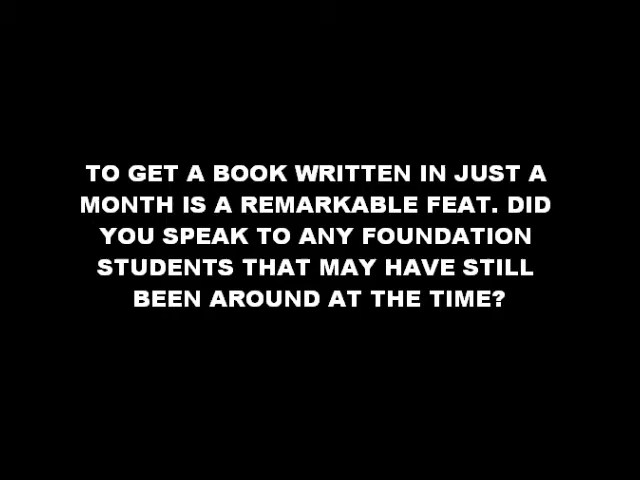 TO GET A BOOK WRITTEN IN JUST A
MONTH IS A REMARKABLE FEAT. DID
YOU SPEAK TO ANY FOUNDATION
STUDENTS THAT MAY HAVE STILL
BEEN AROUND AT THE TIME?